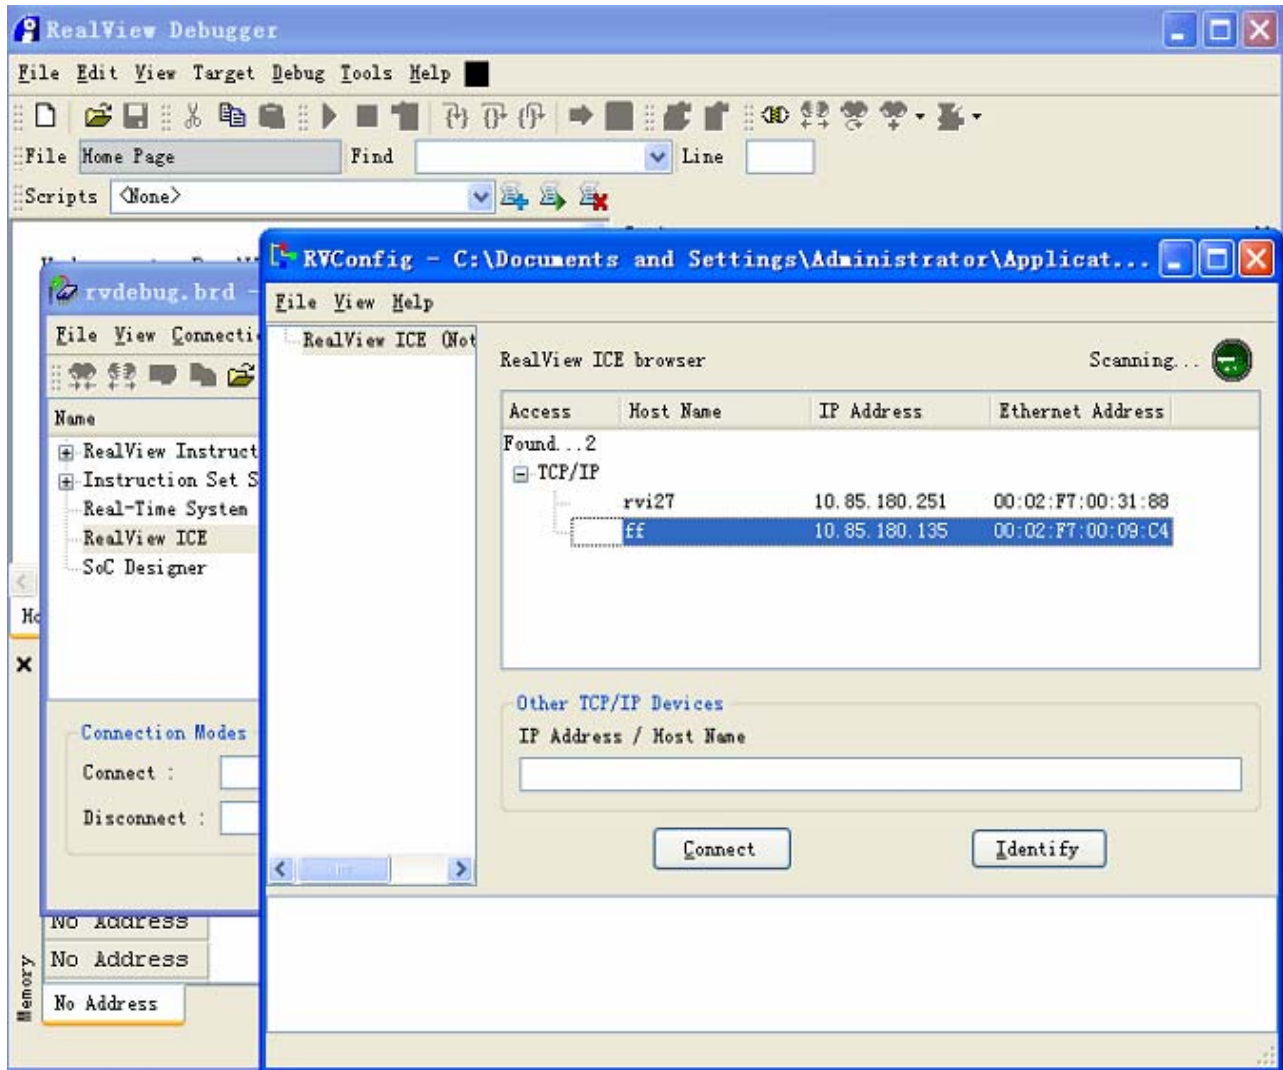 RealView Debugger
File Edit View Target Debug Tools Help
File Home Page Find Line
Scripts <None>
rvdebug.brd -
File View Connecti
Name
RealView Instruct
Instruction Set S
Real-Time System
RealView ICE
SoC Designer
Connection Modes
Connect :
Disconnect :
RVConfig - C:\Documents and Settings\Administrator\Applicat...
File View Help
RealView ICE (Not
RealView ICE browser Scanning...
Access Host Name IP Address Ethernet Address
Found...2
TCP/IP
rvi27 10.85.180.251 00:02:F7:00:31:88
ff 10.85.180.135 00:02:F7:00:09:C4
Other TCP/IP Devices
IP Address / Host Name
Connect Identify
Ho
No Address
No Address
No Address
Memory